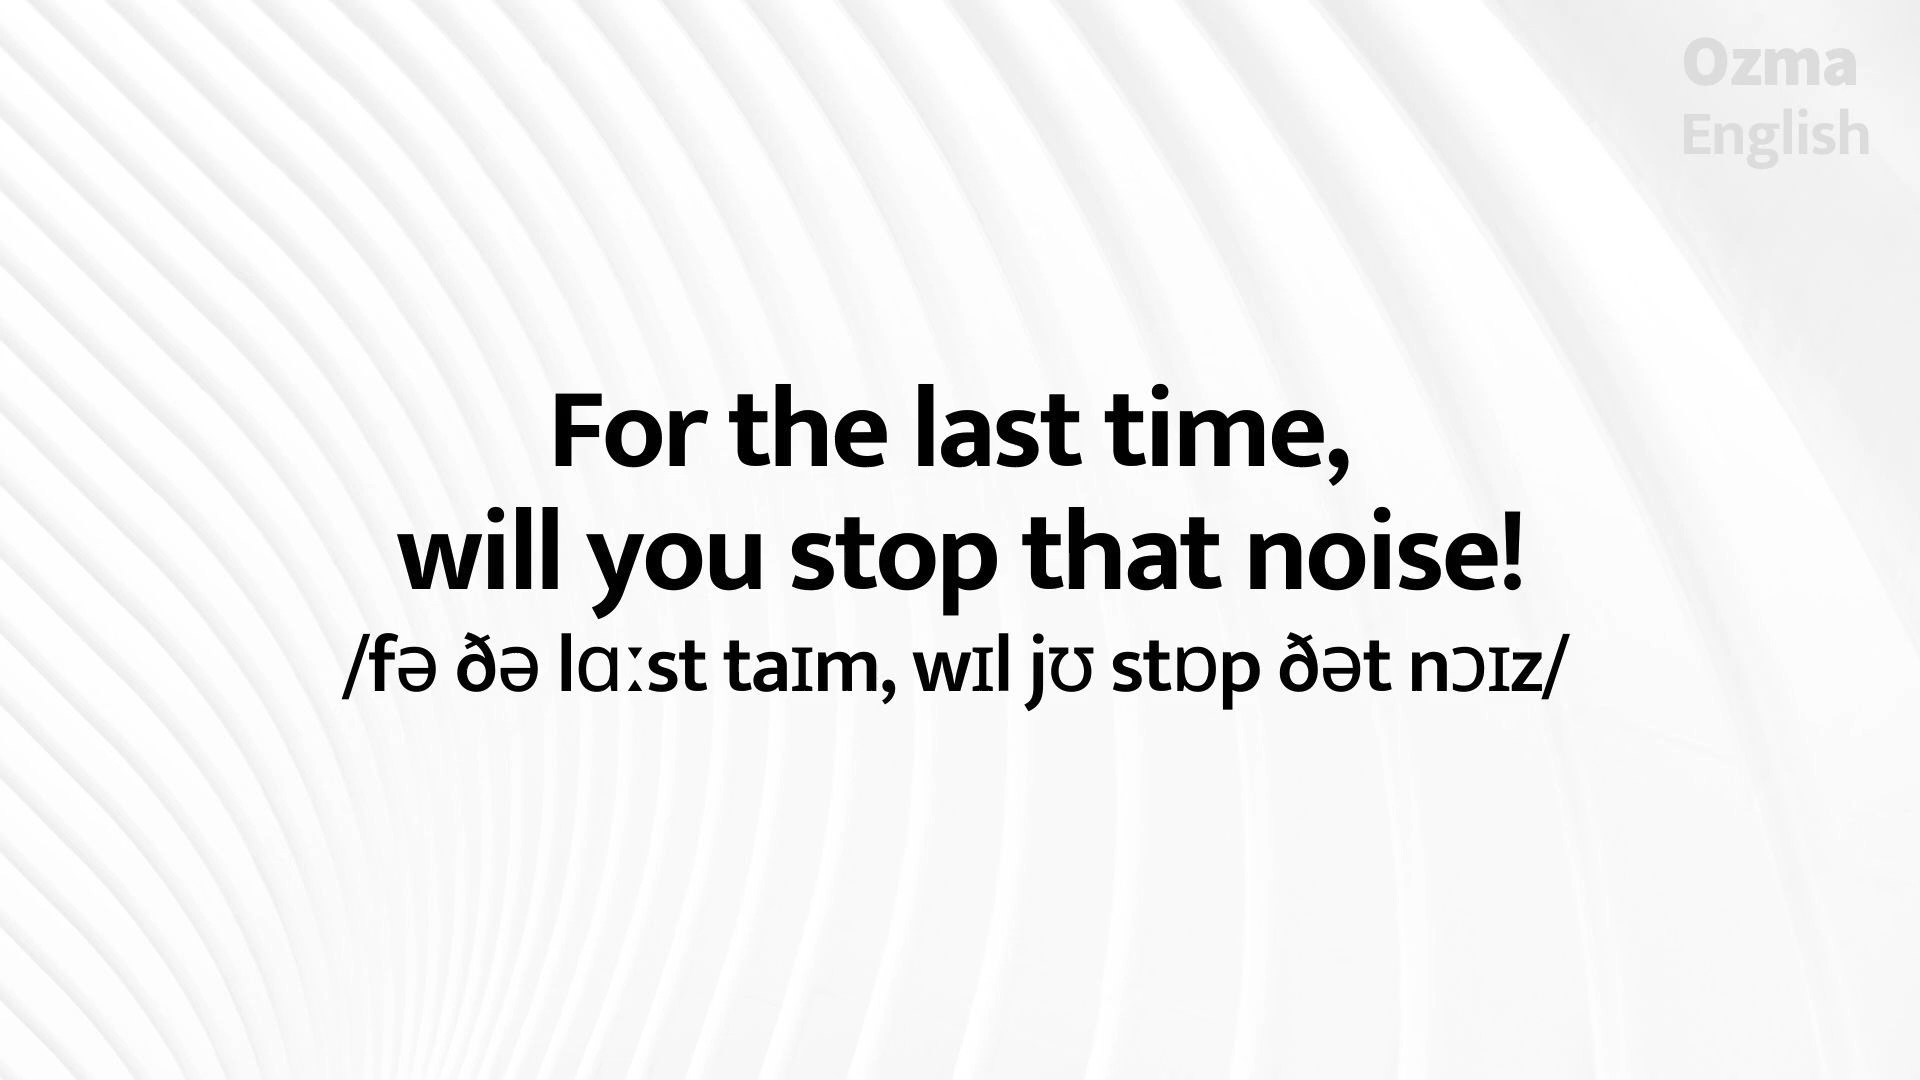 Ozma
English
For the last time,
will you stop that noise!
/fə ðə lɑːst taɪm, wɪl jʊ stɒp ðət nɔɪz/